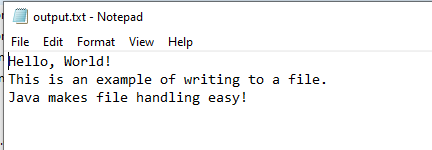 output.txt - Notepad
File Edit Format View Help
Hello, World!
This is an example of writing to a file.
Java makes file handling easy!